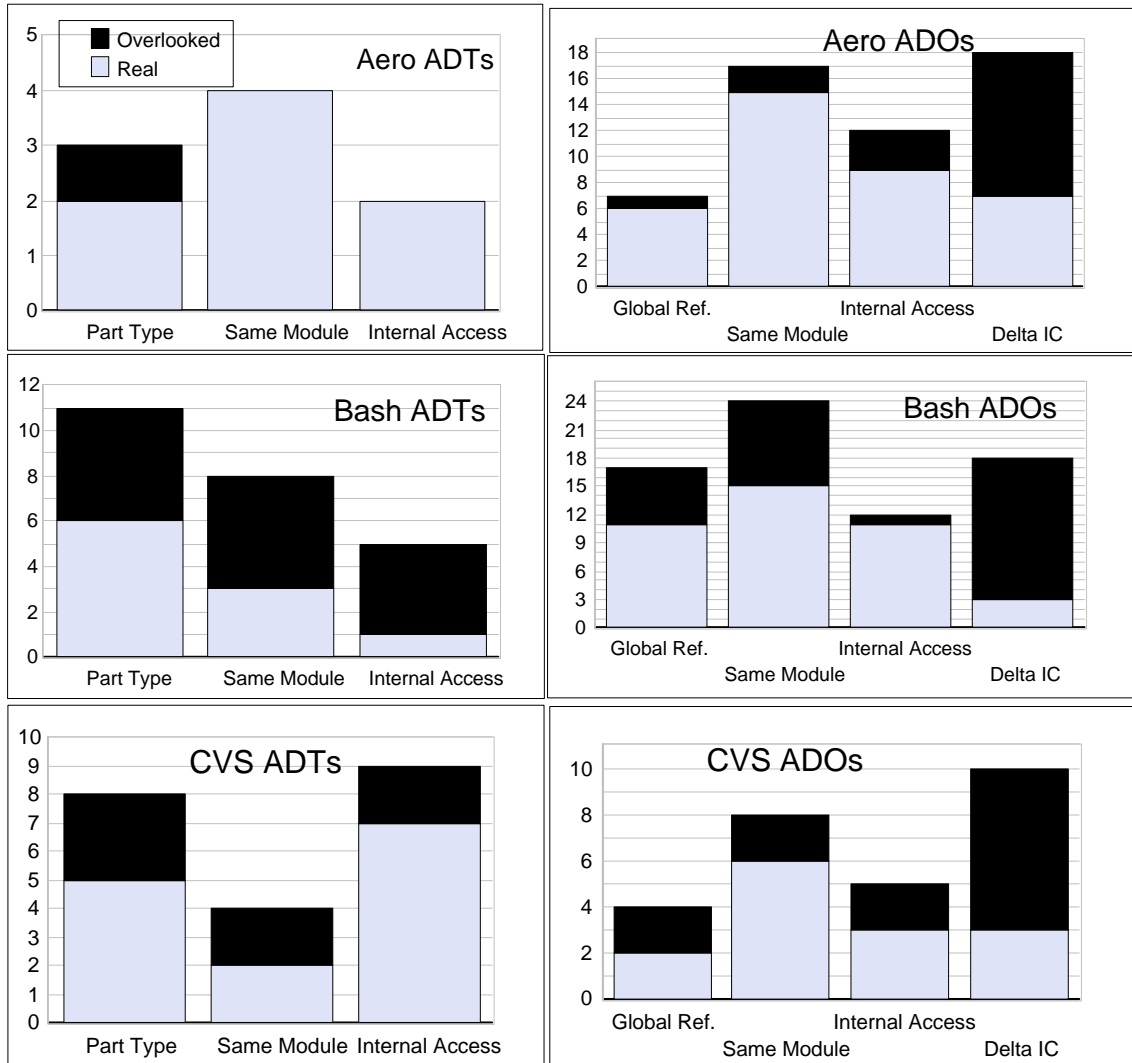 Overlooked
Real
Aero ADTs
5
4
3
2
1
0
Part Type Same Module Internal Access
Aero ADOs
18
16
14
12
10
8
6
4
2
0
Global Ref. Internal Access
Same Module Delta IC
Bash ADTs
12
10
8
6
4
2
0
Part Type Same Module Internal Access
Bash ADOs
24
21
18
15
12
9
6
3
0
Global Ref. Internal Access
Same Module Delta IC
CVS ADTs
10
9
8
7
6
5
4
3
2
1
0
Part Type Same Module Internal Access
CVS ADOs
10
8
6
4
2
0
Global Ref. Internal Access
Same Module Delta IC